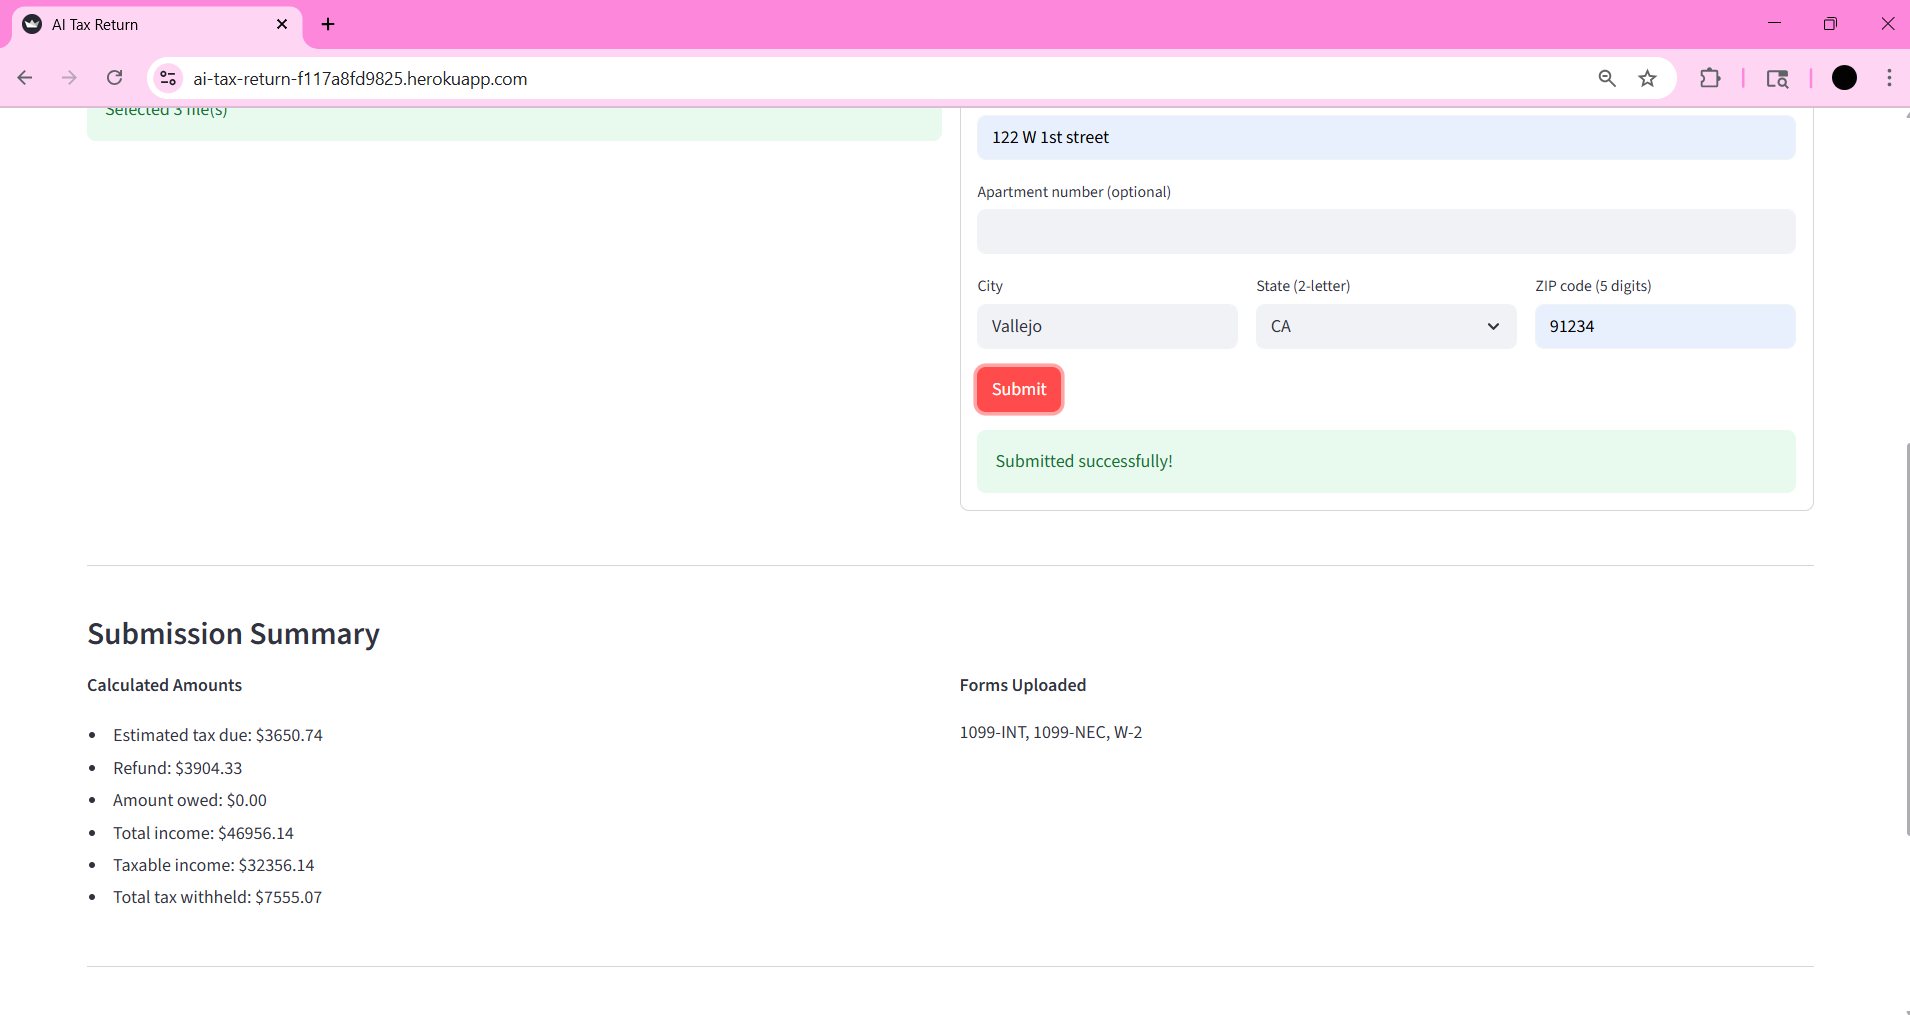 AI Tax Return
ai-tax-return-f117a8fd9825.herokuapp.com
Selected 3 file(s)
122 W 1st street
Apartment number (optional)
City
State (2-letter)
ZIP code (5 digits)
Vallejo
CA
91234
Submit
Submitted successfully!
Submission Summary
Calculated Amounts
Estimated tax due: $3650.74
Refund: $3904.33
Amount owed: $0.00
Total income: $46956.14
Taxable income: $32356.14
Total tax withheld: $7555.07
Forms Uploaded
1099-INT, 1099-NEC, W-2